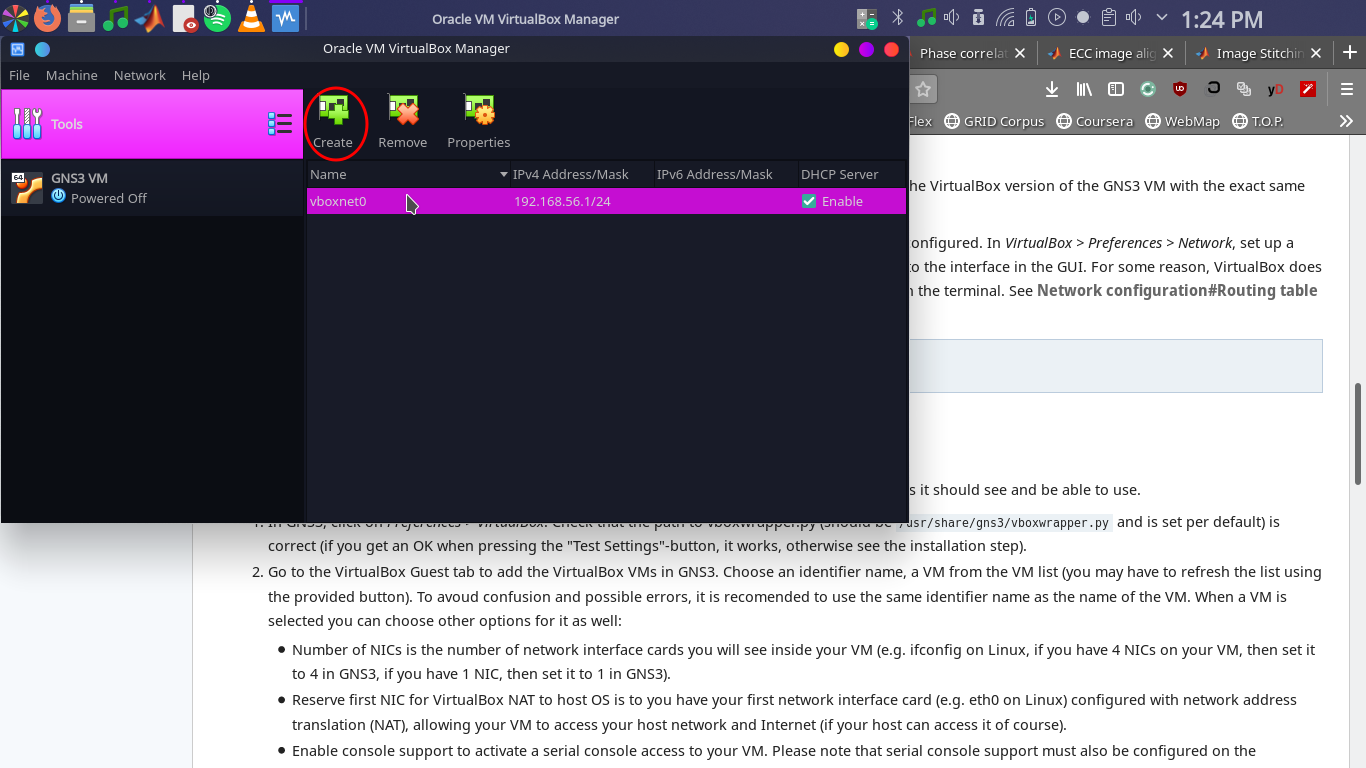 Oracle VM VirtualBox Manager
1:24 PM
Oracle VM VirtualBox Manager
File Machine Network Help
Tools
GNS3 VM
64
Powered Off
Create Remove Properties
Name IPv4 Address/Mask IPv6 Address/Mask DHCP Server
vboxnet0 192.168.56.1/24 Enable
Phase correlat ECC image alig Image Stitchin
yD
Flex GRID Corpus Coursera WebMap T.O.P.
he VirtualBox version of the GNS3 VM with the exact same
onfigured. In VirtualBox > Preferences > Network, set up a
o the interface in the GUI. For some reason, VirtualBox does
the terminal. See Network configuration#Routing table
s it should see and be able to use.
1. In GNS3, click on Preferences > VirtualBox. Check that the path to vboxwrapper.py (should be /usr/share/gns3/vboxwrapper.py and is set per default) is
correct (if you get an OK when pressing the "Test Settings"-button, it works, otherwise see the installation step).
2. Go to the VirtualBox Guest tab to add the VirtualBox VMs in GNS3. Choose an identifier name, a VM from the VM list (you may have to refresh the list using
the provided button). To avoud confusion and possible errors, it is recomended to use the same identifier name as the name of the VM. When a VM is
selected you can choose other options for it as well:
Number of NICs is the number of network interface cards you will see inside your VM (e.g. ifconfig on Linux, if you have 4 NICs on your VM, then set it
to 4 in GNS3, if you have 1 NIC, then set it to 1 in GNS3).
Reserve first NIC for VirtualBox NAT to host OS is to you have your first network interface card (e.g. eth0 on Linux) configured with network address
translation (NAT), allowing your VM to access your host network and Internet (if your host can access it of course).
Enable console support to activate a serial console access to your VM. Please note that serial console support must also be configured on the